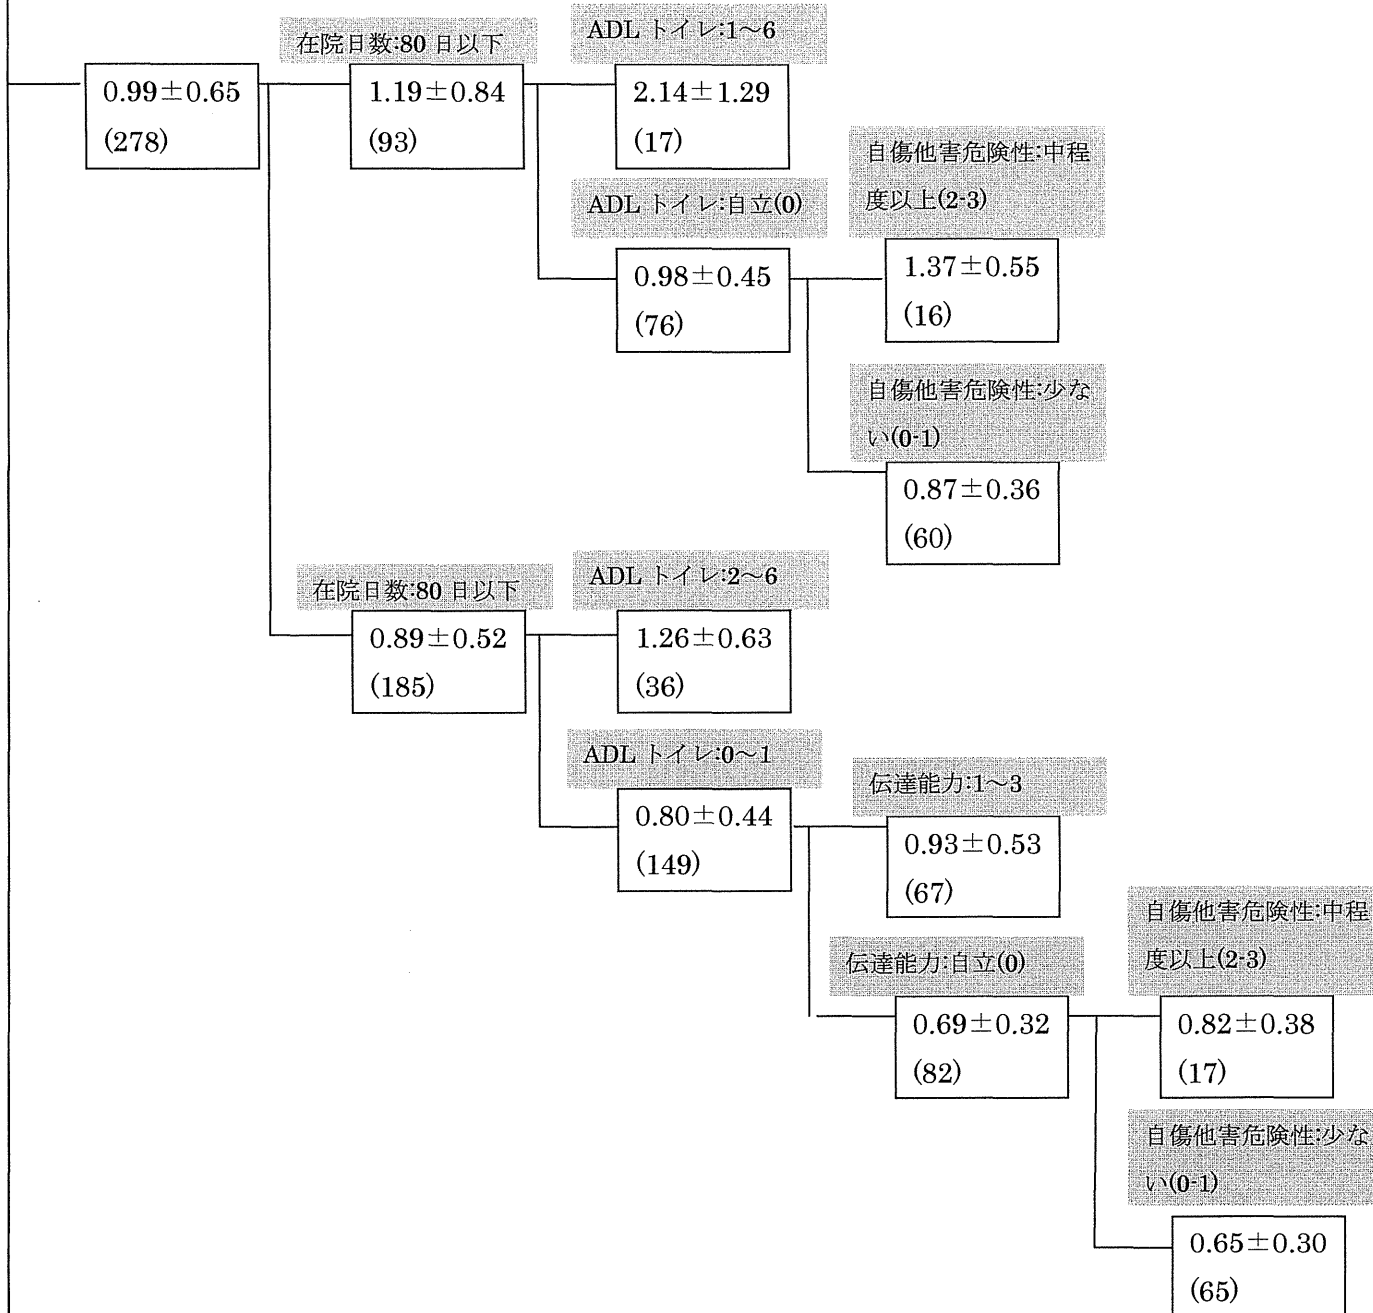 在院日数:80 日以下
ADL トイレ:1～6
0.99±0.65
(278)
1.19±0.84
(93)
2.14±1.29
(17)
自傷他害危険性:中程
度以上(2-3)
ADL トイレ:自立(0)
0.98±0.45
(76)
1.37±0.55
(16)
自傷他害危険性:少な
い(0-1)
0.87±0.36
(60)
在院日数:80 日以下
ADL トイレ:2～6
0.89±0.52
(185)
1.26±0.63
(36)
ADL トイレ:0～1
0.80±0.44
(149)
伝達能力:1～3
0.93±0.53
(67)
伝達能力:自立(0)
0.69±0.32
(82)
自傷他害危険性:中程
度以上(2-3)
0.82±0.38
(17)
自傷他害危険性:少な
い(0-1)
0.65±0.30
(65)